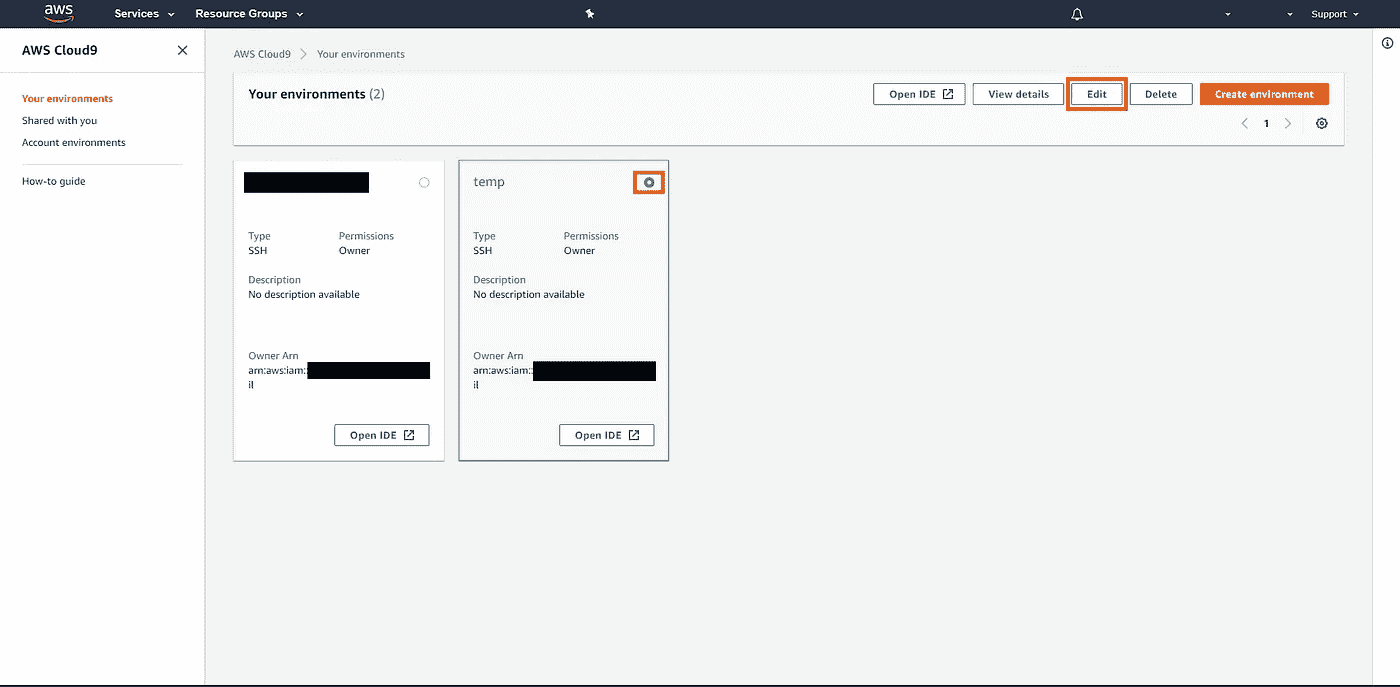 aws
Services
Resource Groups
Support
AWS Cloud9
Your environments
Shared with you
Account environments
How-to guide
AWS Cloud9 Your environments
Your environments (2)
Open IDE
View details
Edit
Delete
Create environment
1
Type
Permissions
SSH
Owner
Description
No description available
Owner Arn
arn:aws:iam::
il
Open IDE
temp
Type
Permissions
SSH
Owner
Description
No description available
Owner Arn
arn:aws:iam::
il
Open IDE